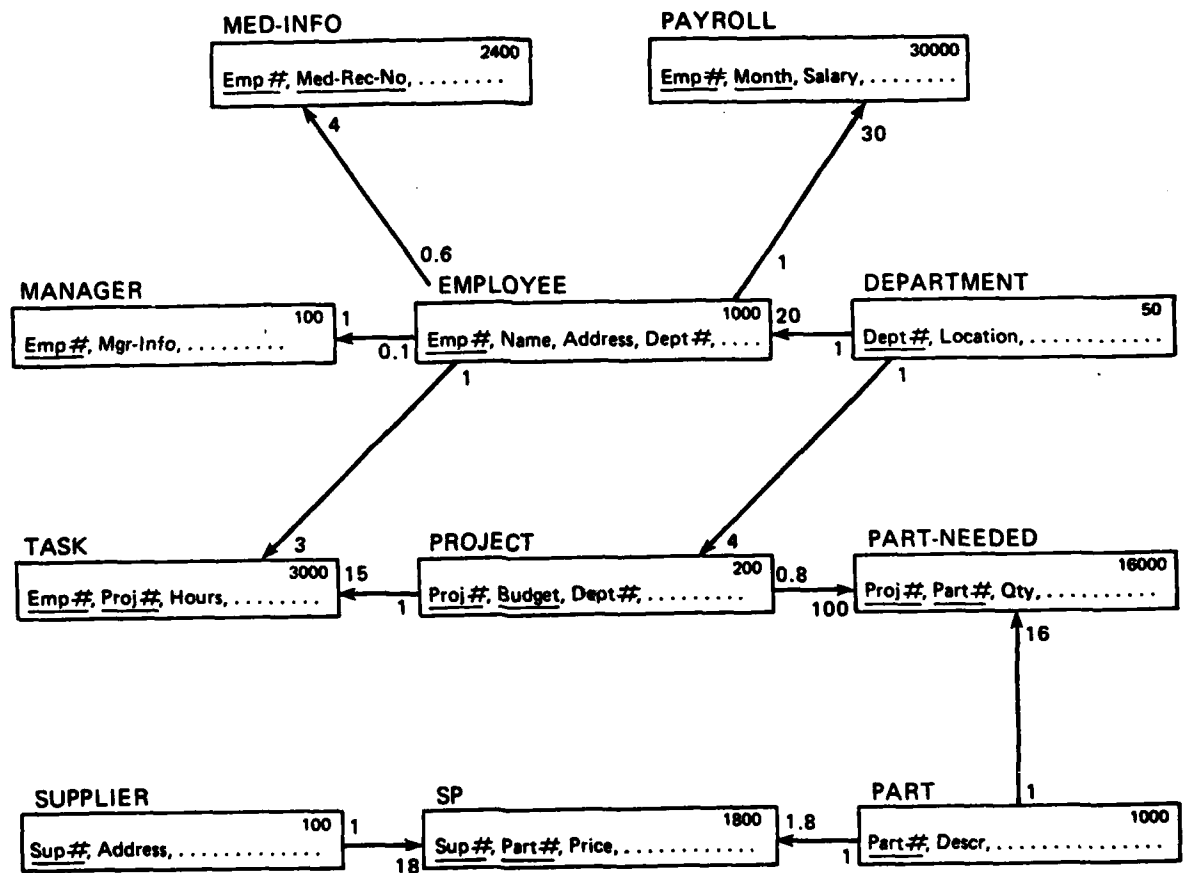 MED-INFO
2400
Emp #, Med-Rec-No, . . . . . . . .
PAYROLL
30000
Emp #, Month, Salary, . . . . . . . .
4
30
0.6
1
MANAGER
100
Emp #, Mgr-Info, . . . . . . . . .
1
0.1
EMPLOYEE
1000
Emp #, Name, Address, Dept #, . . . .
1
20
1
DEPARTMENT
50
Dept #, Location, . . . . . . . . . . . .
1
3
4
TASK
3000
Emp #, Proj #, Hours, . . . . . . . .
15
1
PROJECT
200
Proj #, Budget, Dept #, . . . . . . . . .
0.8
100
PART-NEEDED
16000
Proj #, Part #, Qty, . . . . . . . . . .
16
1
SUPPLIER
100
Sup #, Address, . . . . . . . . . . . . .
1
18
SP
1800
Sup #, Part #, Price, . . . . . . . . . .
1.8
1
PART
1000
Part #, Descr, . . . . . . . . . . . . . .